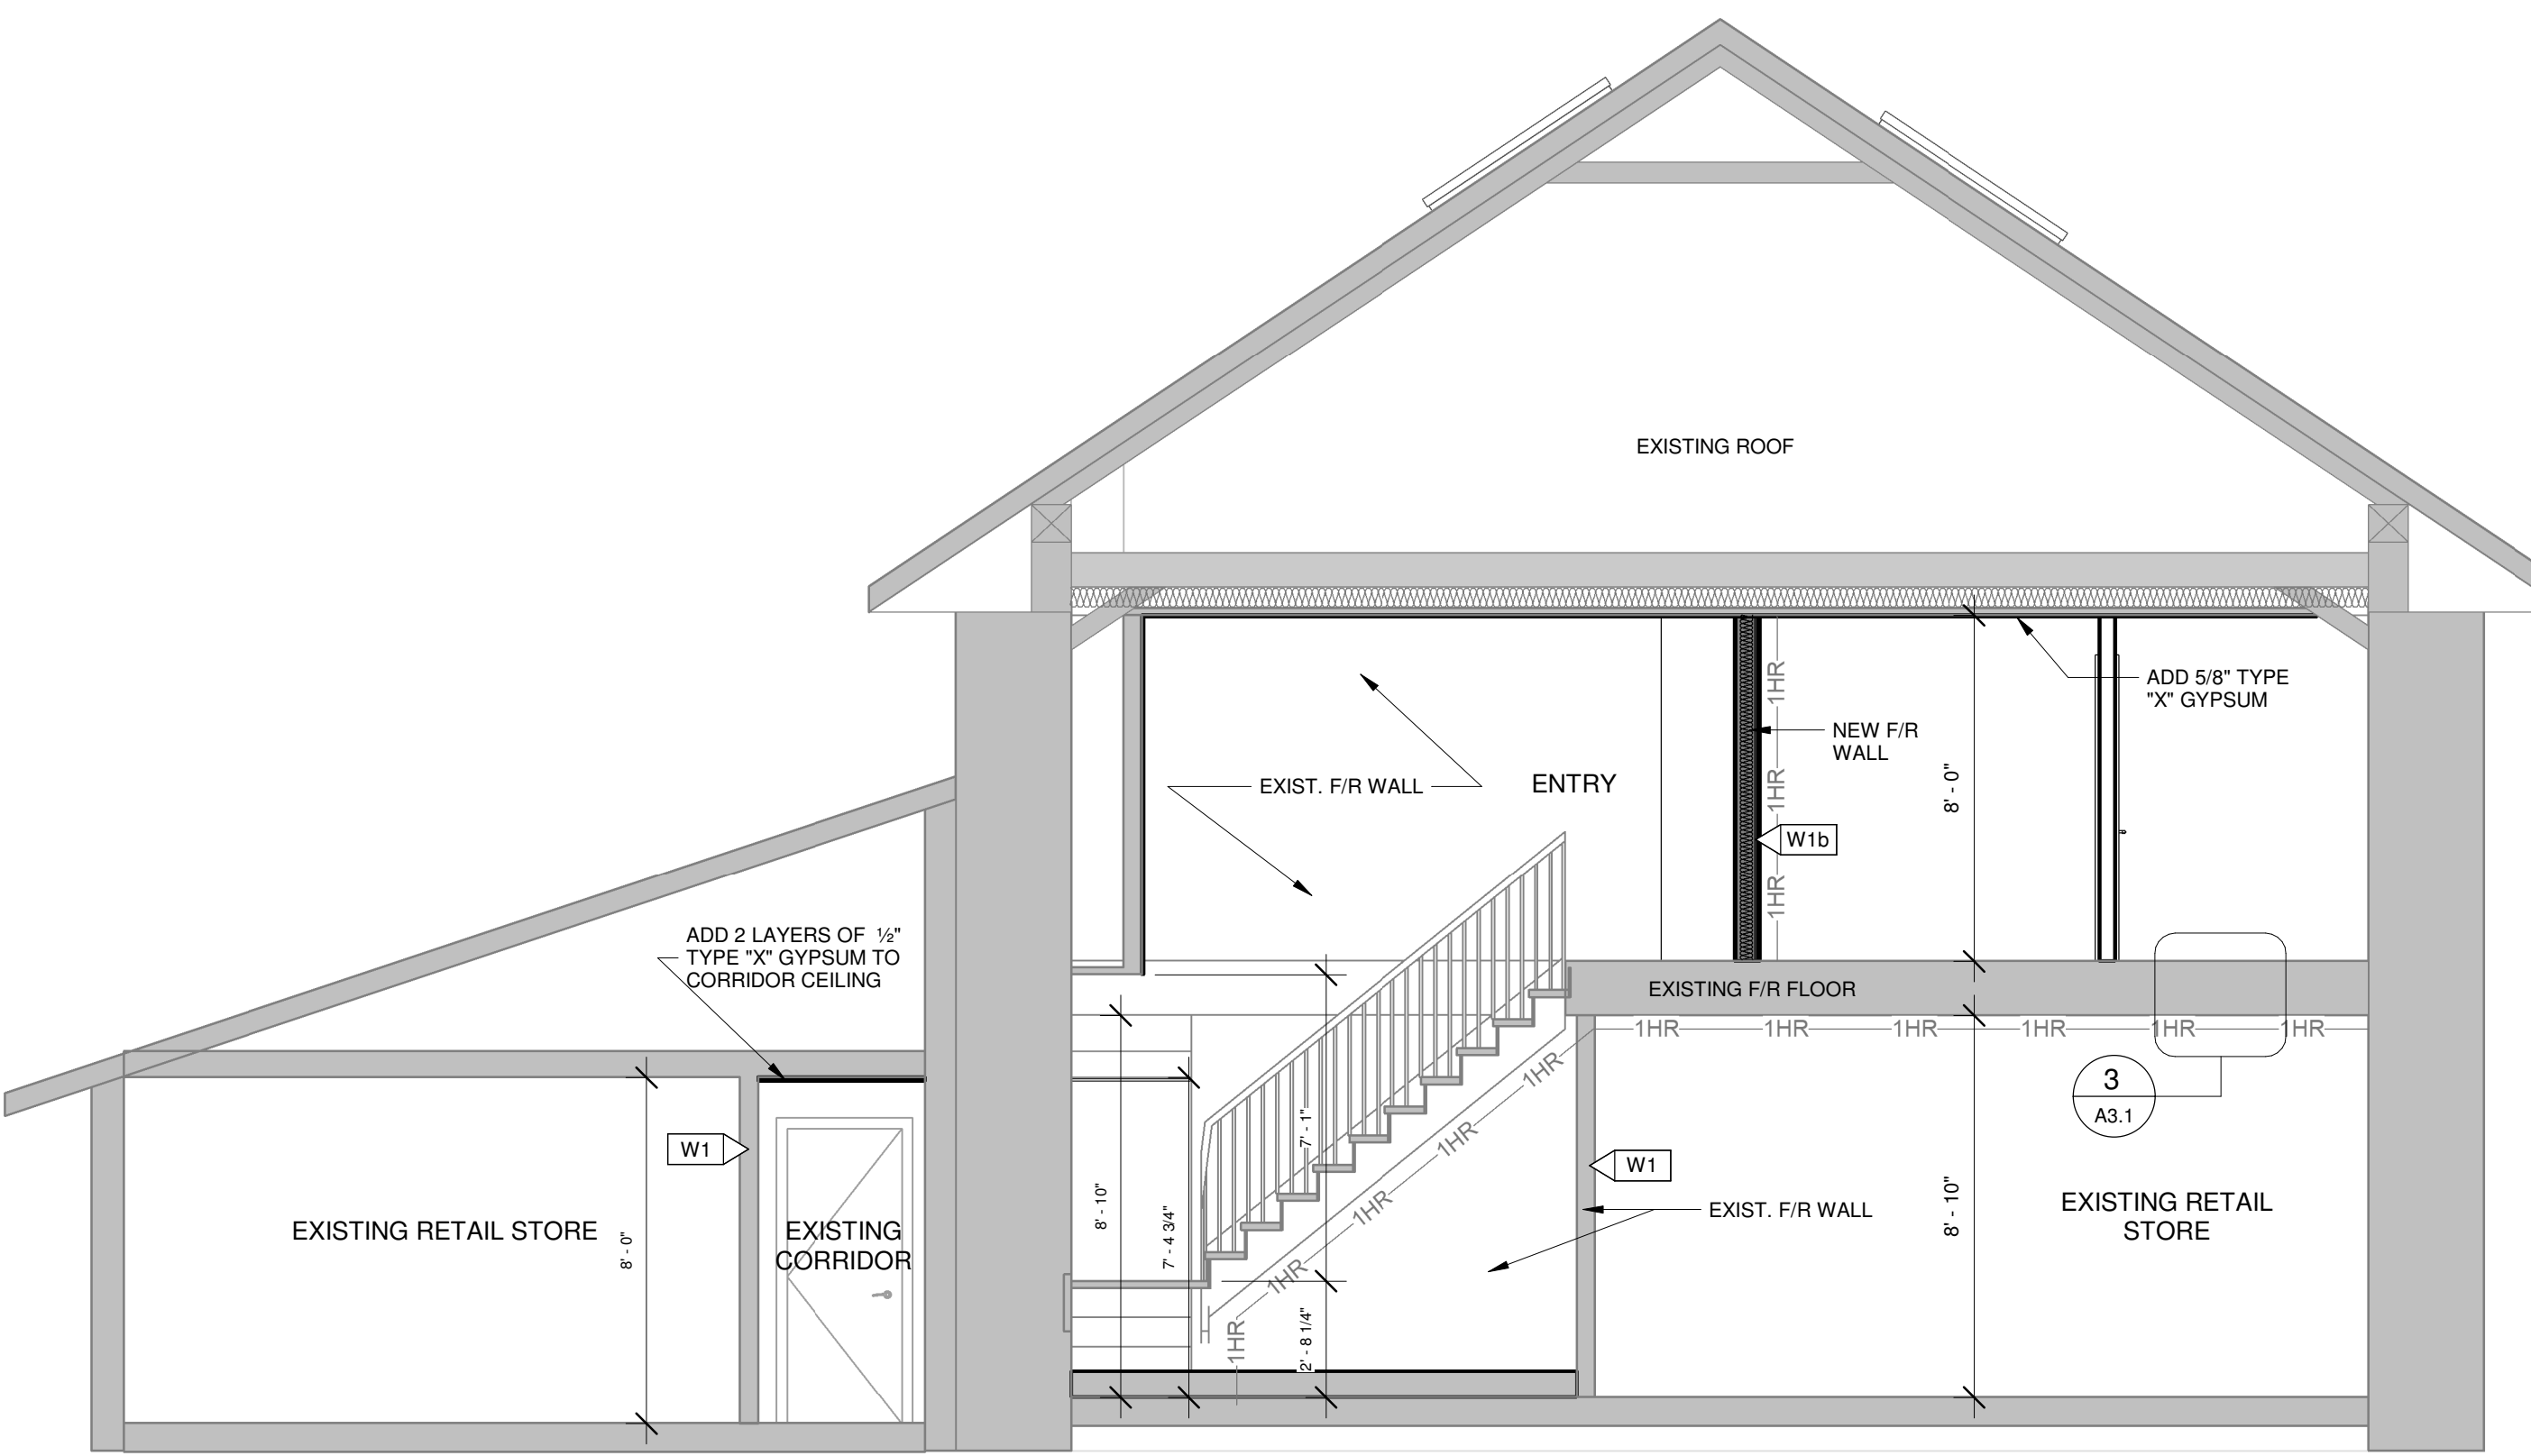 EXISTING ROOF
ADD 5/8" TYPE
"X" GYPSUM
1HR
1HR
1HR
NEW F/R
WALL
8' - 0"
EXIST. F/R WALL
ENTRY
W1b
ADD 2 LAYERS OF ½"
TYPE "X" GYPSUM TO
CORRIDOR CEILING
EXISTING F/R FLOOR
1HR 1HR 1HR 1HR 1HR 1HR
1HR
1HR
1HR
1HR
1HR
3
A3.1
7' - 1"
W1
W1
8' - 10"
7' - 4 3/4"
8' - 10"
EXIST. F/R WALL
EXISTING RETAIL
STORE
EXISTING RETAIL STORE
8' - 0"
EXISTING
CORRIDOR
2' - 8 1/4"